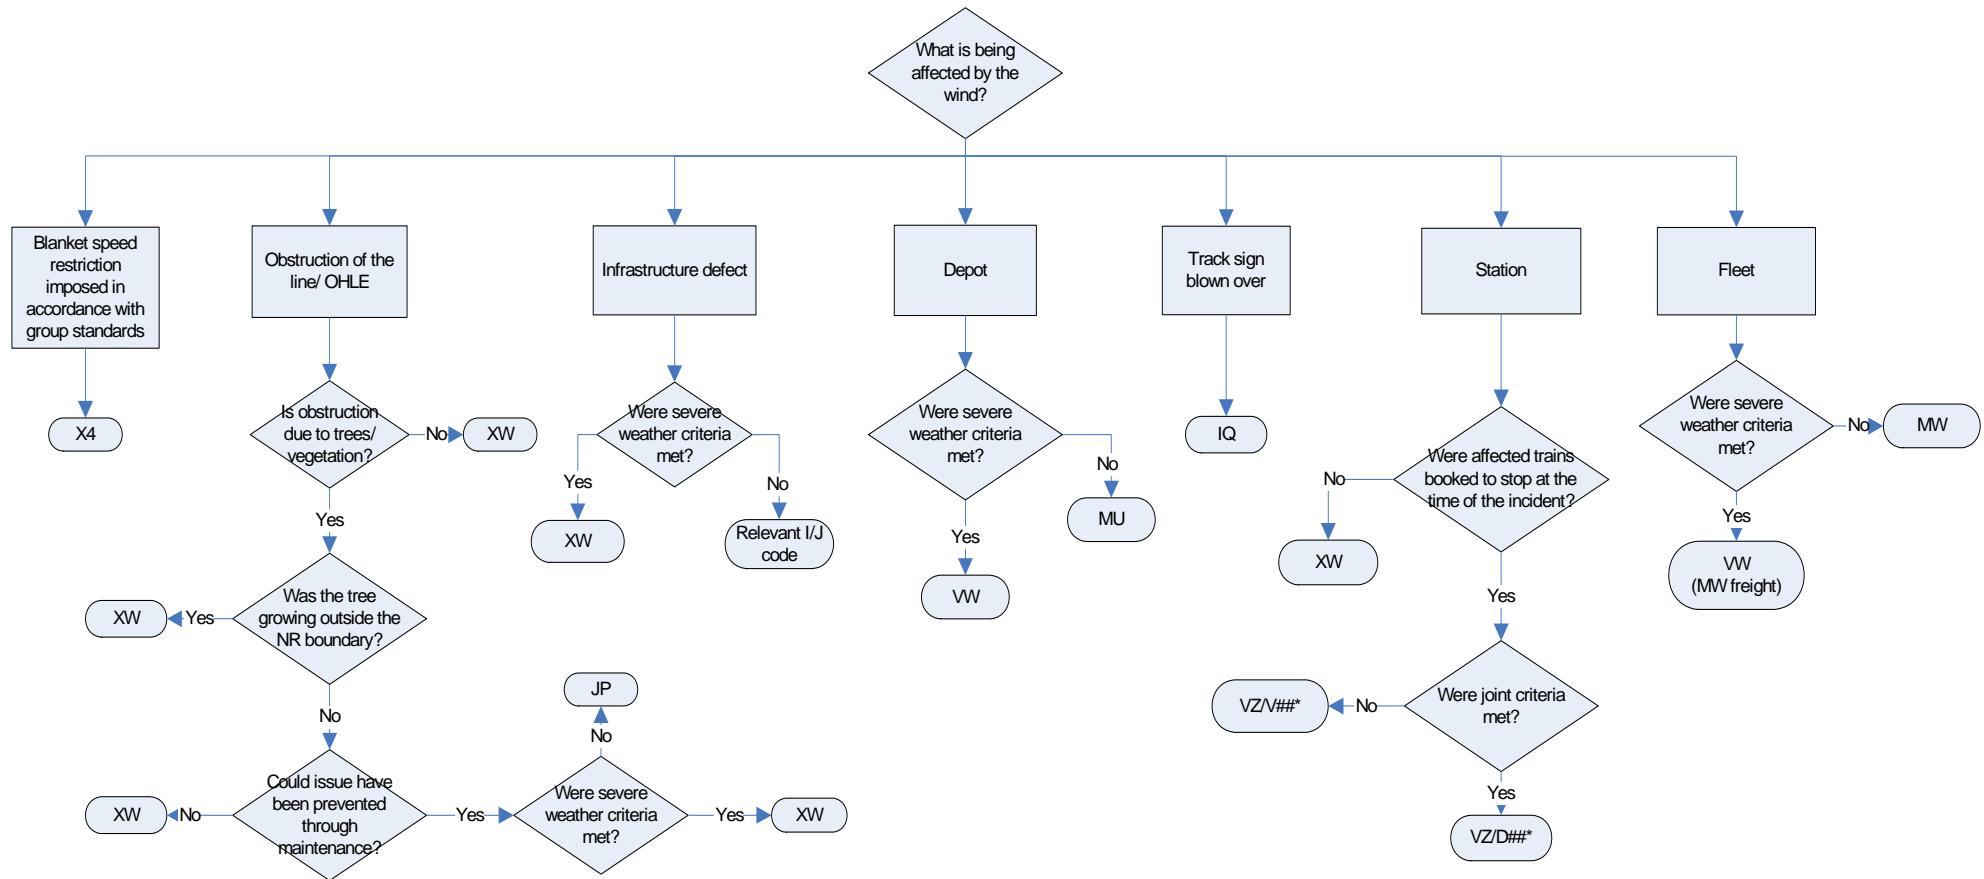 What is being
affected by the
wind?
Blanket speed
restriction
imposed in
accordance with
group standards
Obstruction of the
line/ OHLE
Infrastructure defect
Depot
Track sign
blown over
Station
Fleet
X4
Is obstruction
due to trees/
vegetation?
No
XW
Yes
Were severe
weather criteria
met?
Yes
XW
No
Relevant I/J
code
Were severe
weather criteria
met?
No
MU
Yes
VW
IQ
Were affected trains
booked to stop at the
time of the incident?
No
XW
Yes
Were severe
weather criteria
met?
No
MW
Yes
VW
(MW freight)
Was the tree
growing outside the
NR boundary?
Yes
XW
No
Were joint criteria
met?
No
VZ/V##*
Yes
VZ/D##*
Could issue have
been prevented
through
maintenance?
No
XW
Yes
Were severe
weather criteria
met?
No
JP
Yes
XW